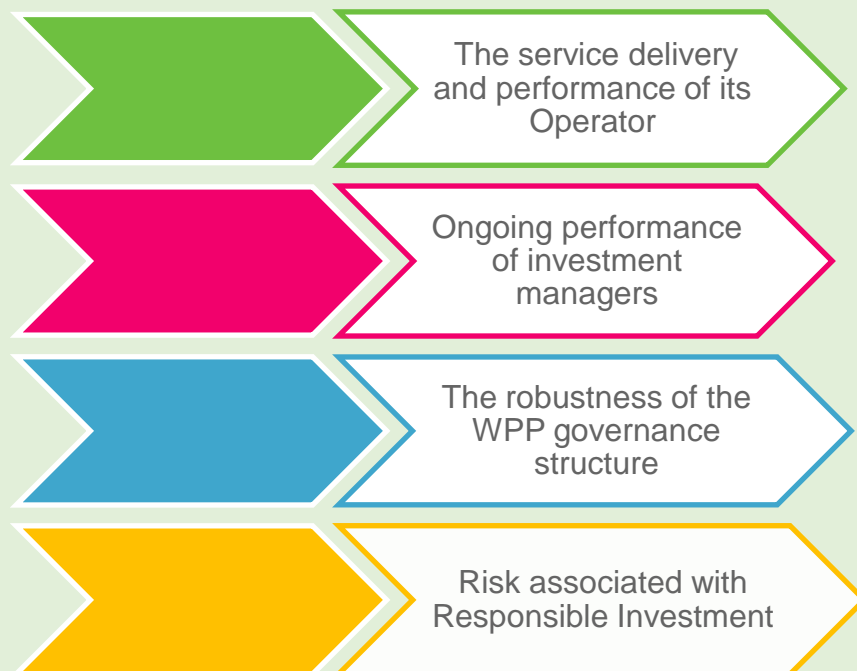 The service delivery
and performance of its
Operator
Ongoing performance
of investment
managers
The robustness of the
WPP governance
structure
Risk associated with
Responsible Investment